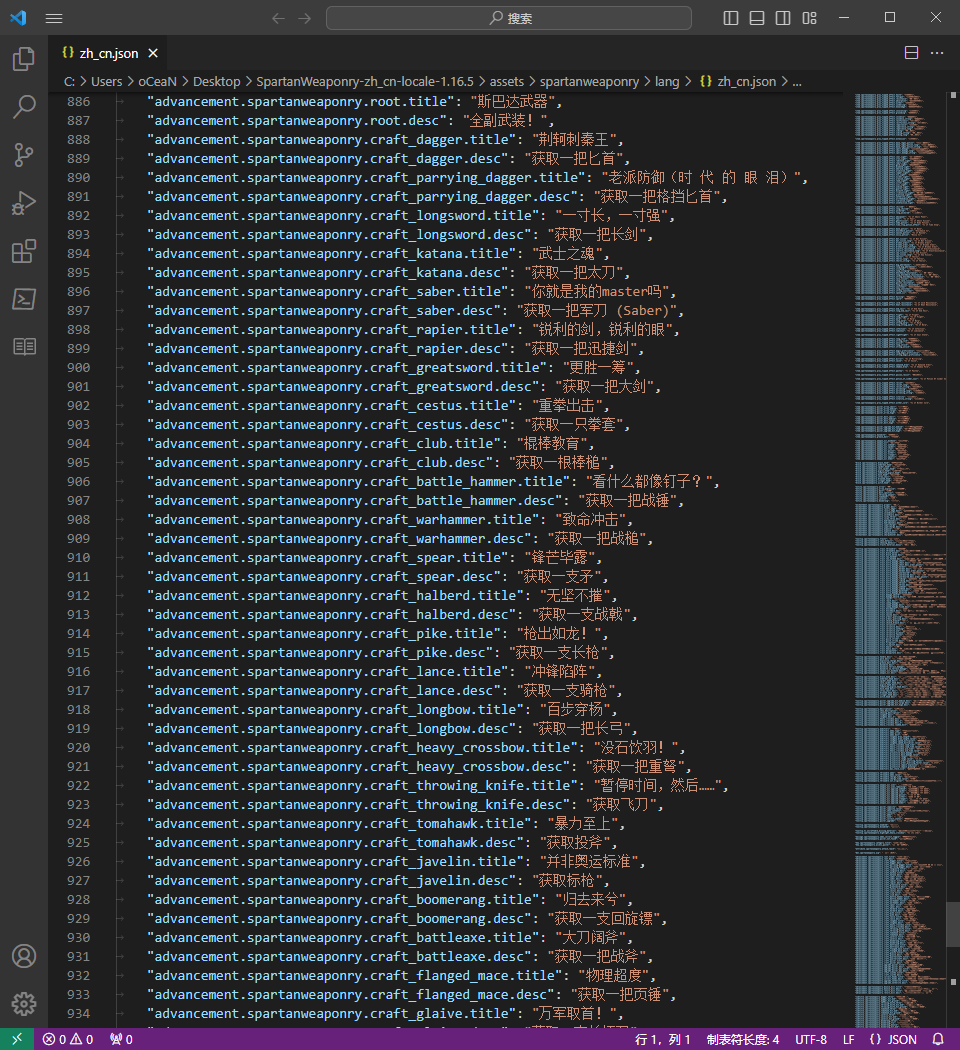 搜索
zh_cn.json
C: > Users > oCeaN > Desktop > SpartanWeaponry-zh_cn-locale-1.16.5 > assets > spartanweaponry > lang > {} zh_cn.json > ...
886 "advancement.spartanweaponry.root.title": "斯巴达武器",
887 "advancement.spartanweaponry.root.desc": "全副武装！",
888 "advancement.spartanweaponry.craft_dagger.title": "荆轲刺秦王",
889 "advancement.spartanweaponry.craft_dagger.desc": "获取一把匕首",
890 "advancement.spartanweaponry.craft_parrying_dagger.title": "老派防御（时 代 的 眼 泪）",
891 "advancement.spartanweaponry.craft_parrying_dagger.desc": "获取一把格挡匕首",
892 "advancement.spartanweaponry.craft_longsword.title": "一寸长，一寸强",
893 "advancement.spartanweaponry.craft_longsword.desc": "获取一把长剑",
894 "advancement.spartanweaponry.craft_katana.title": "武士之魂",
895 "advancement.spartanweaponry.craft_katana.desc": "获取一把太刀",
896 "advancement.spartanweaponry.craft_saber.title": "你就是我的master吗",
897 "advancement.spartanweaponry.craft_saber.desc": "获取一把军刀 (Saber)",
898 "advancement.spartanweaponry.craft_rapier.title": "锐利的剑，锐利的眼",
899 "advancement.spartanweaponry.craft_rapier.desc": "获取一把迅捷剑",
900 "advancement.spartanweaponry.craft_greatsword.title": "更胜一筹",
901 "advancement.spartanweaponry.craft_greatsword.desc": "获取一把大剑",
902 "advancement.spartanweaponry.craft_cestus.title": "重拳出击",
903 "advancement.spartanweaponry.craft_cestus.desc": "获取一只拳套",
904 "advancement.spartanweaponry.craft_club.title": "棍棒教育",
905 "advancement.spartanweaponry.craft_club.desc": "获取一根棒槌",
906 "advancement.spartanweaponry.craft_battle_hammer.title": "看什么都像钉子？",
907 "advancement.spartanweaponry.craft_battle_hammer.desc": "获取一把战锤",
908 "advancement.spartanweaponry.craft_warhammer.title": "致命冲击",
909 "advancement.spartanweaponry.craft_warhammer.desc": "获取一把战槌",
910 "advancement.spartanweaponry.craft_spear.title": "锋芒毕露",
911 "advancement.spartanweaponry.craft_spear.desc": "获取一支矛",
912 "advancement.spartanweaponry.craft_halberd.title": "无坚不摧",
913 "advancement.spartanweaponry.craft_halberd.desc": "获取一支战戟",
914 "advancement.spartanweaponry.craft_pike.title": "枪出如龙！",
915 "advancement.spartanweaponry.craft_pike.desc": "获取一支长枪",
916 "advancement.spartanweaponry.craft_lance.title": "冲锋陷阵",
917 "advancement.spartanweaponry.craft_lance.desc": "获取一支骑枪",
918 "advancement.spartanweaponry.craft_longbow.title": "百步穿杨",
919 "advancement.spartanweaponry.craft_longbow.desc": "获取一把长弓",
920 "advancement.spartanweaponry.craft_heavy_crossbow.title": "没石饮羽！",
921 "advancement.spartanweaponry.craft_heavy_crossbow.desc": "获取一把重弩",
922 "advancement.spartanweaponry.craft_throwing_knife.title": "暂停时间，然后……",
923 "advancement.spartanweaponry.craft_throwing_knife.desc": "获取飞刀",
924 "advancement.spartanweaponry.craft_tomahawk.title": "暴力至上",
925 "advancement.spartanweaponry.craft_tomahawk.desc": "获取投斧",
926 "advancement.spartanweaponry.craft_javelin.title": "并非奥运标准",
927 "advancement.spartanweaponry.craft_javelin.desc": "获取标枪",
928 "advancement.spartanweaponry.craft_boomerang.title": "归去来兮",
929 "advancement.spartanweaponry.craft_boomerang.desc": "获取一支回旋镖",
930 "advancement.spartanweaponry.craft_battleaxe.title": "大刀阔斧",
931 "advancement.spartanweaponry.craft_battleaxe.desc": "获取一把战斧",
932 "advancement.spartanweaponry.craft_flanged_mace.title": "物理超度",
933 "advancement.spartanweaponry.craft_flanged_mace.desc": "获取一把页锤",
934 "advancement.spartanweaponry.craft_glaive.title": "万军取首！",
0 0 0 行 1，列 1 制表符长度: 4 UTF-8 LF {} JSON